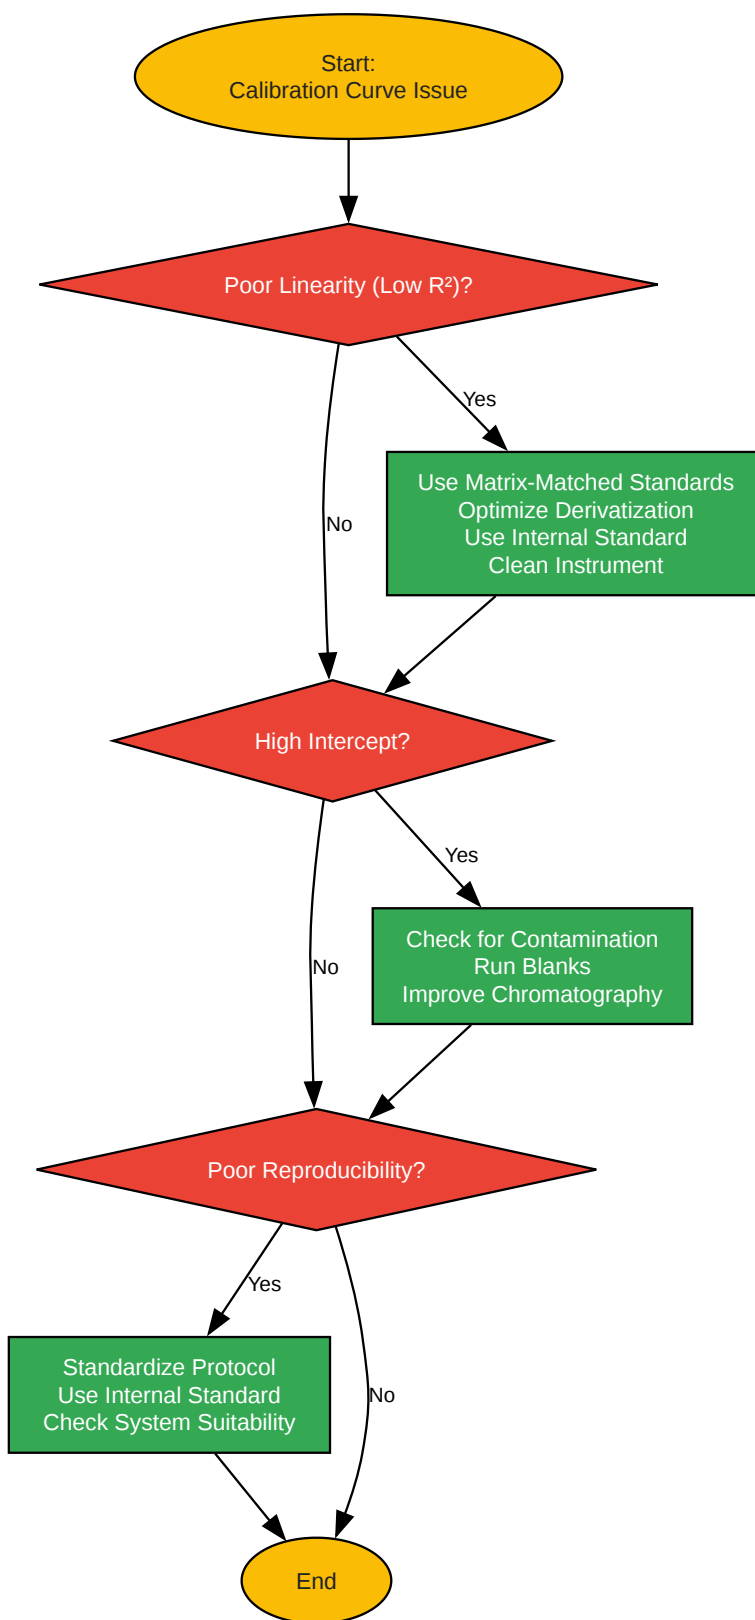 Start:
Calibration Curve Issue
Poor Linearity (Low R²)?
Yes
Use Matrix-Matched Standards
Optimize Derivatization
Use Internal Standard
Clean Instrument
No
High Intercept?
Yes
Check for Contamination
Run Blanks
Improve Chromatography
No
Poor Reproducibility?
Yes
Standardize Protocol
Use Internal Standard
Check System Suitability
No
End